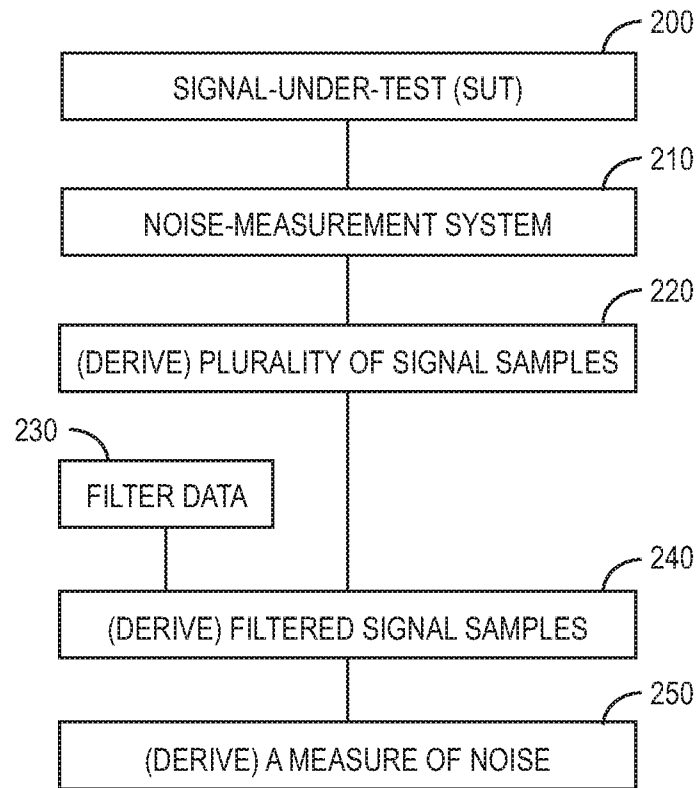 200
SIGNAL-UNDER-TEST (SUT)
210
NOISE-MEASUREMENT SYSTEM
220
(DERIVE) PLURALITY OF SIGNAL SAMPLES
230
FILTER DATA
240
(DERIVE) FILTERED SIGNAL SAMPLES
250
(DERIVE) A MEASURE OF NOISE